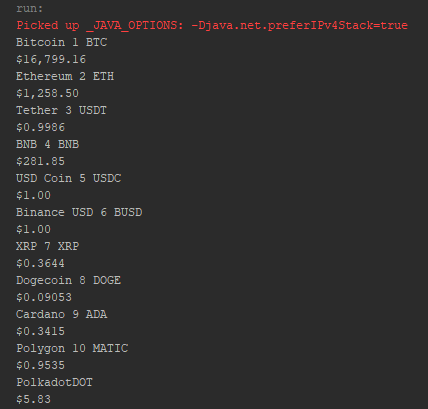 run:
Picked up _JAVA_OPTIONS: -Djava.net.preferIPv4Stack=true
Bitcoin 1 BTC
$16,799.16
Ethereum 2 ETH
$1,258.50
Tether 3 USDT
$0.9986
BNB 4 BNB
$281.85
USD Coin 5 USDC
$1.00
Binance USD 6 BUSD
$1.00
XRP 7 XRP
$0.3644
Dogecoin 8 DOGE
$0.09053
Cardano 9 ADA
$0.3415
Polygon 10 MATIC
$0.9535
PolkadotDOT
$5.83